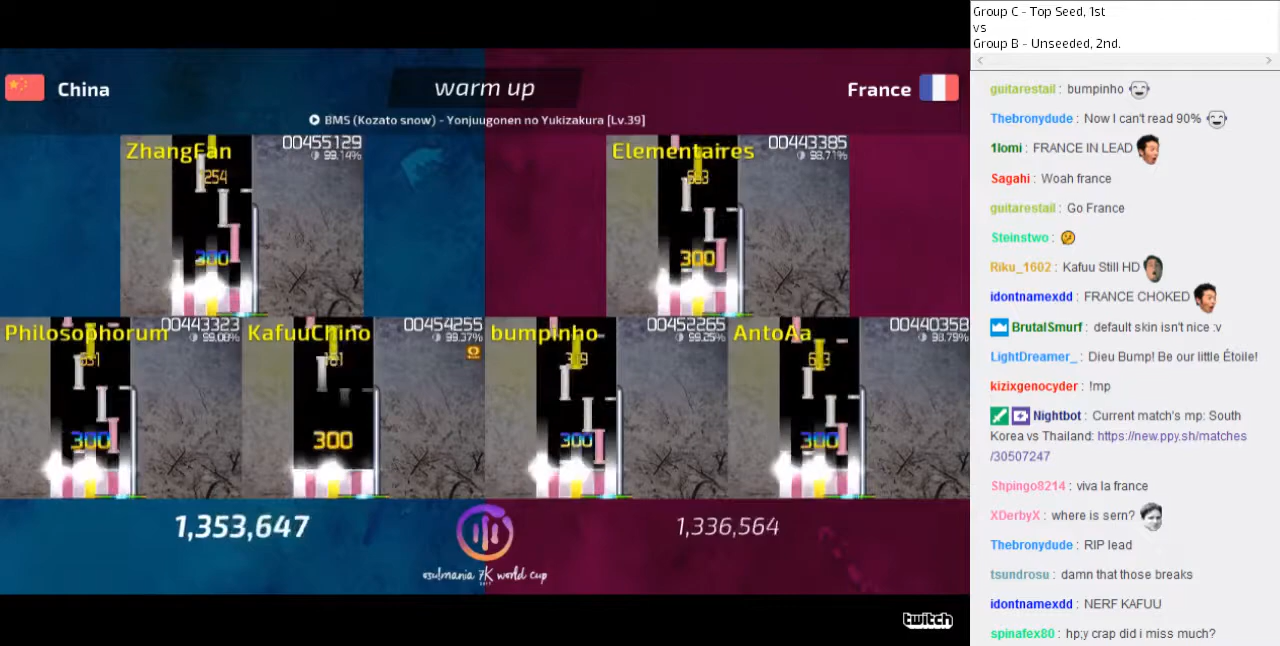 Group C - Top Seed, 1st
vs
Group B - Unseeded, 2nd.
China
warm up
France
BMS (Kozato snow) - Yonjuugonen no Yukizakura [Lv.39]
ZhangFan
00455129
99.14%
254
300
Elementaires
00443385
98.71%
300
Philosophorum
00443323
99.08%
300
KafuuChino
00454255
99.37%
300
bumpinho
00452265
99.25%
300
AntoAa
00440358
98.79%
300
1,353,647
1,336,564
osu!mania 7K world cup
twitch
guitarestail : bumpinho
Thebronydude : Now I can't read 90%
1lomi : FRANCE IN LEAD
Sagahi : Woah france
guitarestail : Go France
Steinstwo :
Riku_1602 : Kafuu Still HD
idontnamexdd : FRANCE CHOKED
BrutalSmurf : default skin isn't nice :v
LightDreamer_ : Dieu Bump! Be our little Étoile!
kizixgenocyder : !mp
Nightbot : Current match's mp: South
Korea vs Thailand: https://new.ppy.sh/matches
/30507247
Shpingo8214 : viva la france
XDerbyX : where is sern?
Thebronydude : RIP lead
tsundrosu : damn that those breaks
idontnamexdd : NERF KAFUU
spinafex80 : hp;y crap did i miss much?